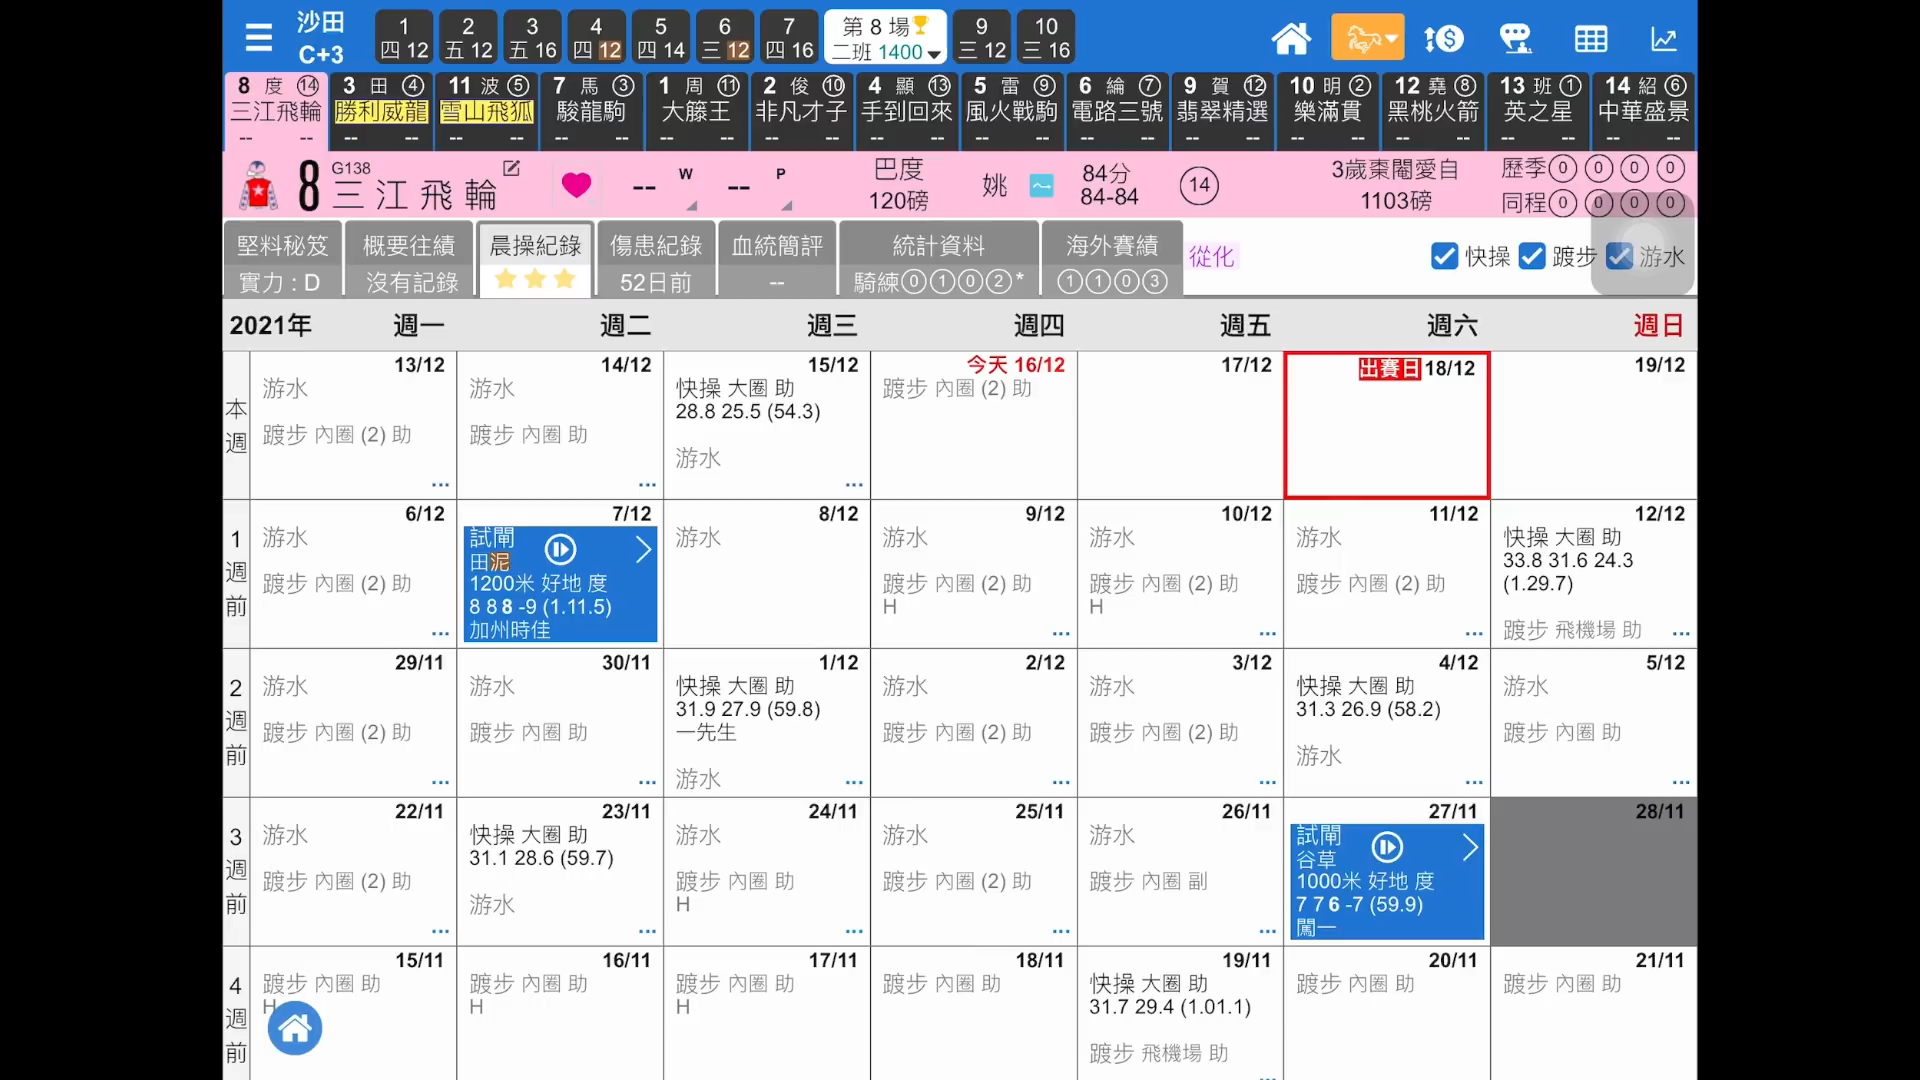 沙田 1 2 3 4 5 6 7 第 8 場 9 10
C+3 四 12 五 12 五 16 四 12 四 14 三 12 四 16 二班 1400 三 12 三 16
8 度 14 3 田 4 11 波 5 7 馬 3 1 周 11 2 俊 10 4 顯 13 5 雷 9 6 綸 7 9 賀 12 10 明 2 12 堯 8 13 班 1 14 紹 6
三江飛輪 勝利威龍 雪山飛狐 駿龍駒 大籐王 非凡才子 手到回來 風火戰駒 電路三號 翡翠精選 樂滿貫 黑桃火箭 英之星 中華盛景
-- -- -- -- -- -- -- -- -- -- -- -- -- -- -- -- -- -- -- -- -- -- -- -- -- -- -- --
8 G138 三江飛輪 -- W -- P 巴度 姚 84分 14 3歲棗閹愛自 歷季 0 0 0 0
120磅 84-84 1103磅 同程 0 0 0 0
堅料秘笈 概要往績 晨操紀錄 傷患紀錄 血統簡評 統計資料 海外賽績 從化 快操 踱步 游水
實力 : D 沒有記錄 52日前 -- 騎練 0 1 0 2 * 1 1 0 3
2021年 週一 週二 週三 週四 週五 週六 週日
本週
13/12
游水
踱步 內圈 (2) 助
...
14/12
游水
踱步 內圈 助
...
15/12
快操 大圈 助
28.8 25.5 (54.3)
游水
...
今天 16/12
踱步 內圈 (2) 助
17/12
出賽日 18/12
19/12
1週前
6/12
游水
踱步 內圈 (2) 助
...
7/12
試閘
田泥
1200米 好地 度
8 8 8 -9 (1.11.5)
加州時佳
8/12
游水
9/12
游水
踱步 內圈 (2) 助
H
...
10/12
游水
踱步 內圈 (2) 助
H
...
11/12
游水
踱步 內圈 (2) 助
...
12/12
快操 大圈 助
33.8 31.6 24.3
(1.29.7)
踱步 飛機場 助
...
2週前
29/11
游水
踱步 內圈 (2) 助
...
30/11
游水
踱步 內圈 助
...
1/12
快操 大圈 助
31.9 27.9 (59.8)
一先生
游水
...
2/12
游水
踱步 內圈 (2) 助
...
3/12
游水
踱步 內圈 (2) 助
...
4/12
快操 大圈 助
31.3 26.9 (58.2)
游水
...
5/12
游水
踱步 內圈 助
...
3週前
22/11
游水
踱步 內圈 (2) 助
...
23/11
快操 大圈 助
31.1 28.6 (59.7)
游水
...
24/11
游水
踱步 內圈 助
H
...
25/11
游水
踱步 內圈 (2) 助
...
26/11
游水
踱步 內圈 副
...
27/11
試閘
谷草
1000米 好地 度
7 7 6 -7 (59.9)
闖一
28/11
4週前
15/11
踱步 內圈 助
H
16/11
踱步 內圈 助
H
17/11
踱步 內圈 助
H
18/11
踱步 內圈 助
19/11
快操 大圈 助
31.7 29.4 (1.01.1)
踱步 飛機場 助
20/11
踱步 內圈 助
21/11
踱步 內圈 助